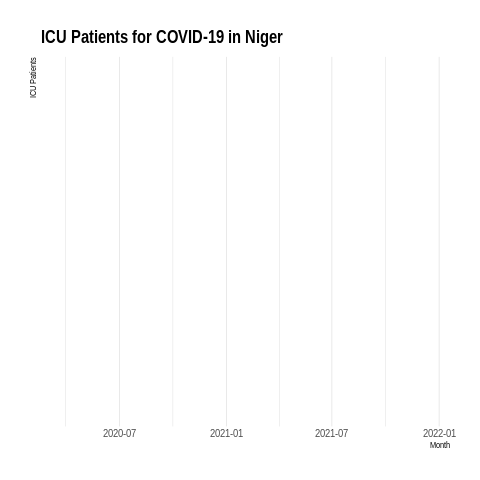 ICU Patients for COVID-19 in Niger
ICU Patients
2020-07
2021-01
2021-07
2022-01
Month